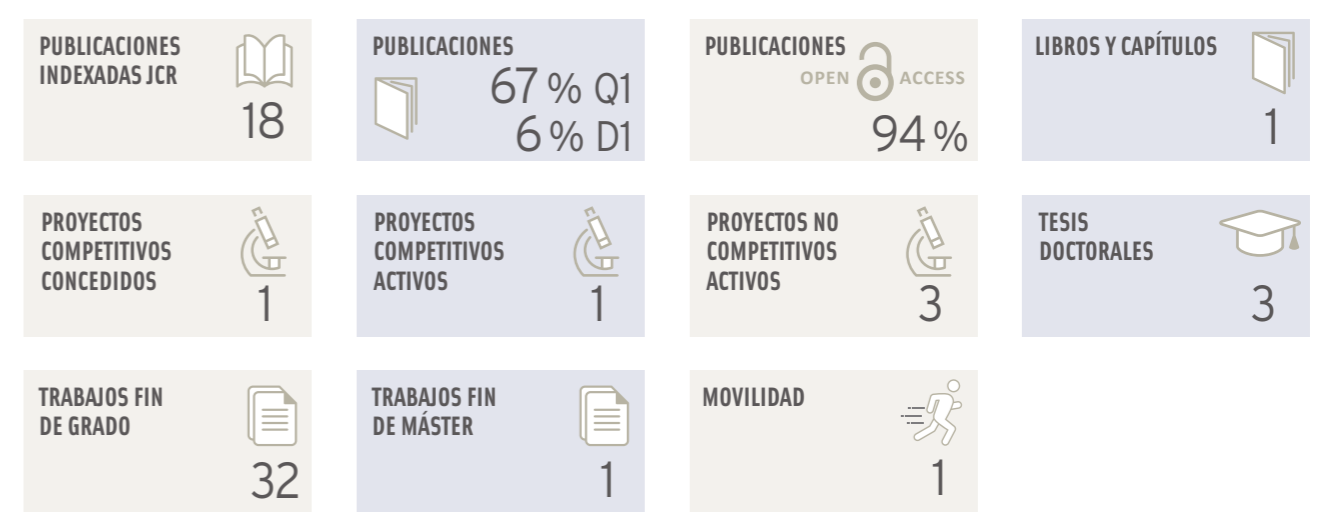 PUBLICACIONES
INDEXADAS JCR
18
PUBLICACIONES
67 % Q1
6 % D1
PUBLICACIONES
OPEN ACCESS
94 %
LIBROS Y CAPÍTULOS
1
PROYECTOS
COMPETITIVOS
CONCEDIDOS
1
PROYECTOS
COMPETITIVOS
ACTIVOS
1
PROYECTOS NO
COMPETITIVOS
ACTIVOS
3
TESIS
DOCTORALES
3
TRABAJOS FIN
DE GRADO
32
TRABAJOS FIN
DE MÁSTER
1
MOVILIDAD
1